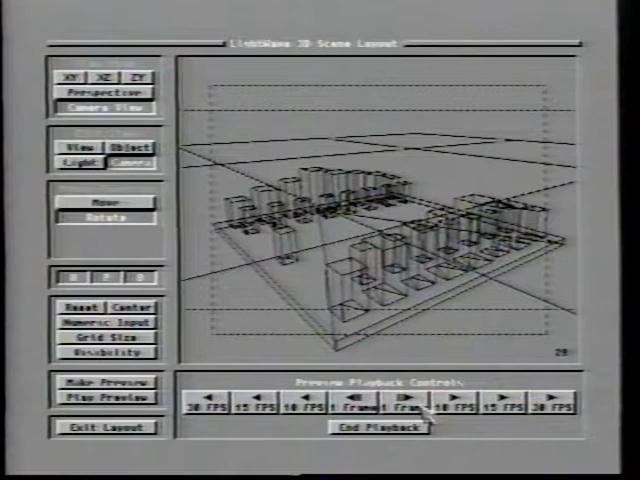 LightWave 3D Scene Layout
XY XZ ZY
Perspective
Camera View
View Object
Light Camera
Move
Rotate
Reset Center
Numeric Input
Grid Size
Visibility
Make Preview
Play Preview
Exit Layout
Preview Playback Controls
30 FPS 15 FPS 10 FPS 1 Frame 1 Fram 10 FPS 15 FPS 30 FPS
End Playback